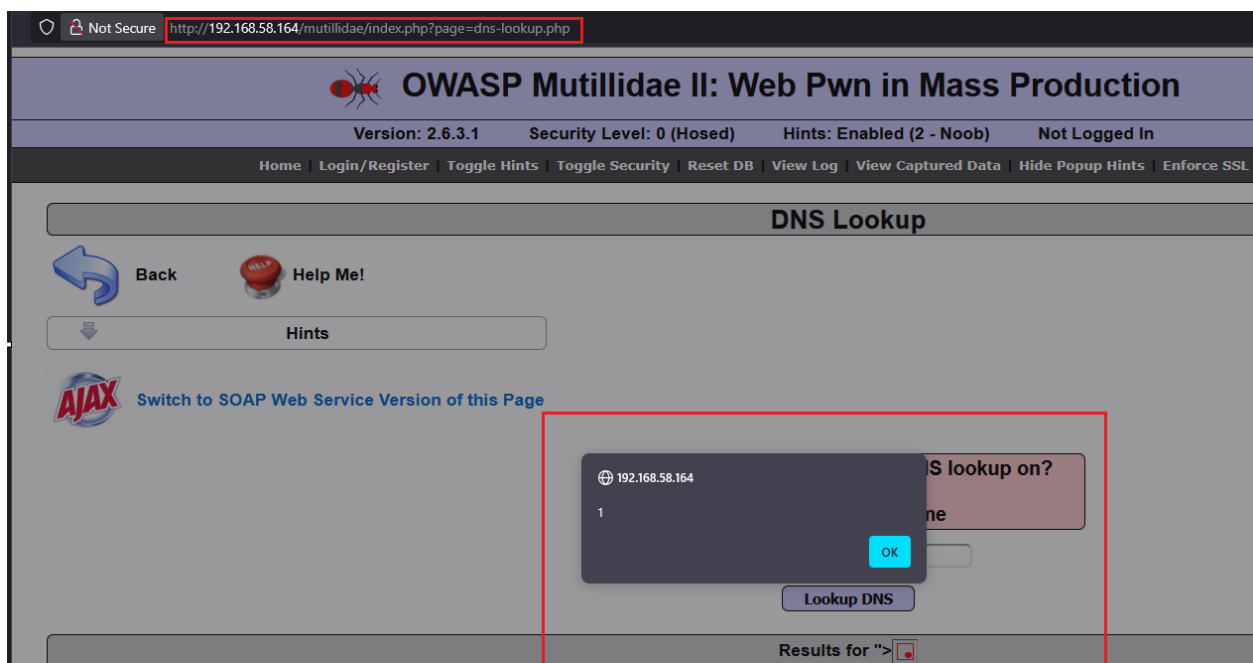 Not Secure http://192.168.58.164/mutillidae/index.php?page=dns-lookup.php
OWASP Mutillidae II: Web Pwn in Mass Production
Version: 2.6.3.1 Security Level: 0 (Hosed) Hints: Enabled (2 - Noob) Not Logged In
Home | Login/Register | Toggle Hints | Toggle Security | Reset DB | View Log | View Captured Data | Hide Popup Hints | Enforce SSL
DNS Lookup
Back
HELP Help Me!
Hints
AJAX Switch to SOAP Web Service Version of this Page
192.168.58.164
1
OK
lookup on?
Lookup DNS
Results for ">